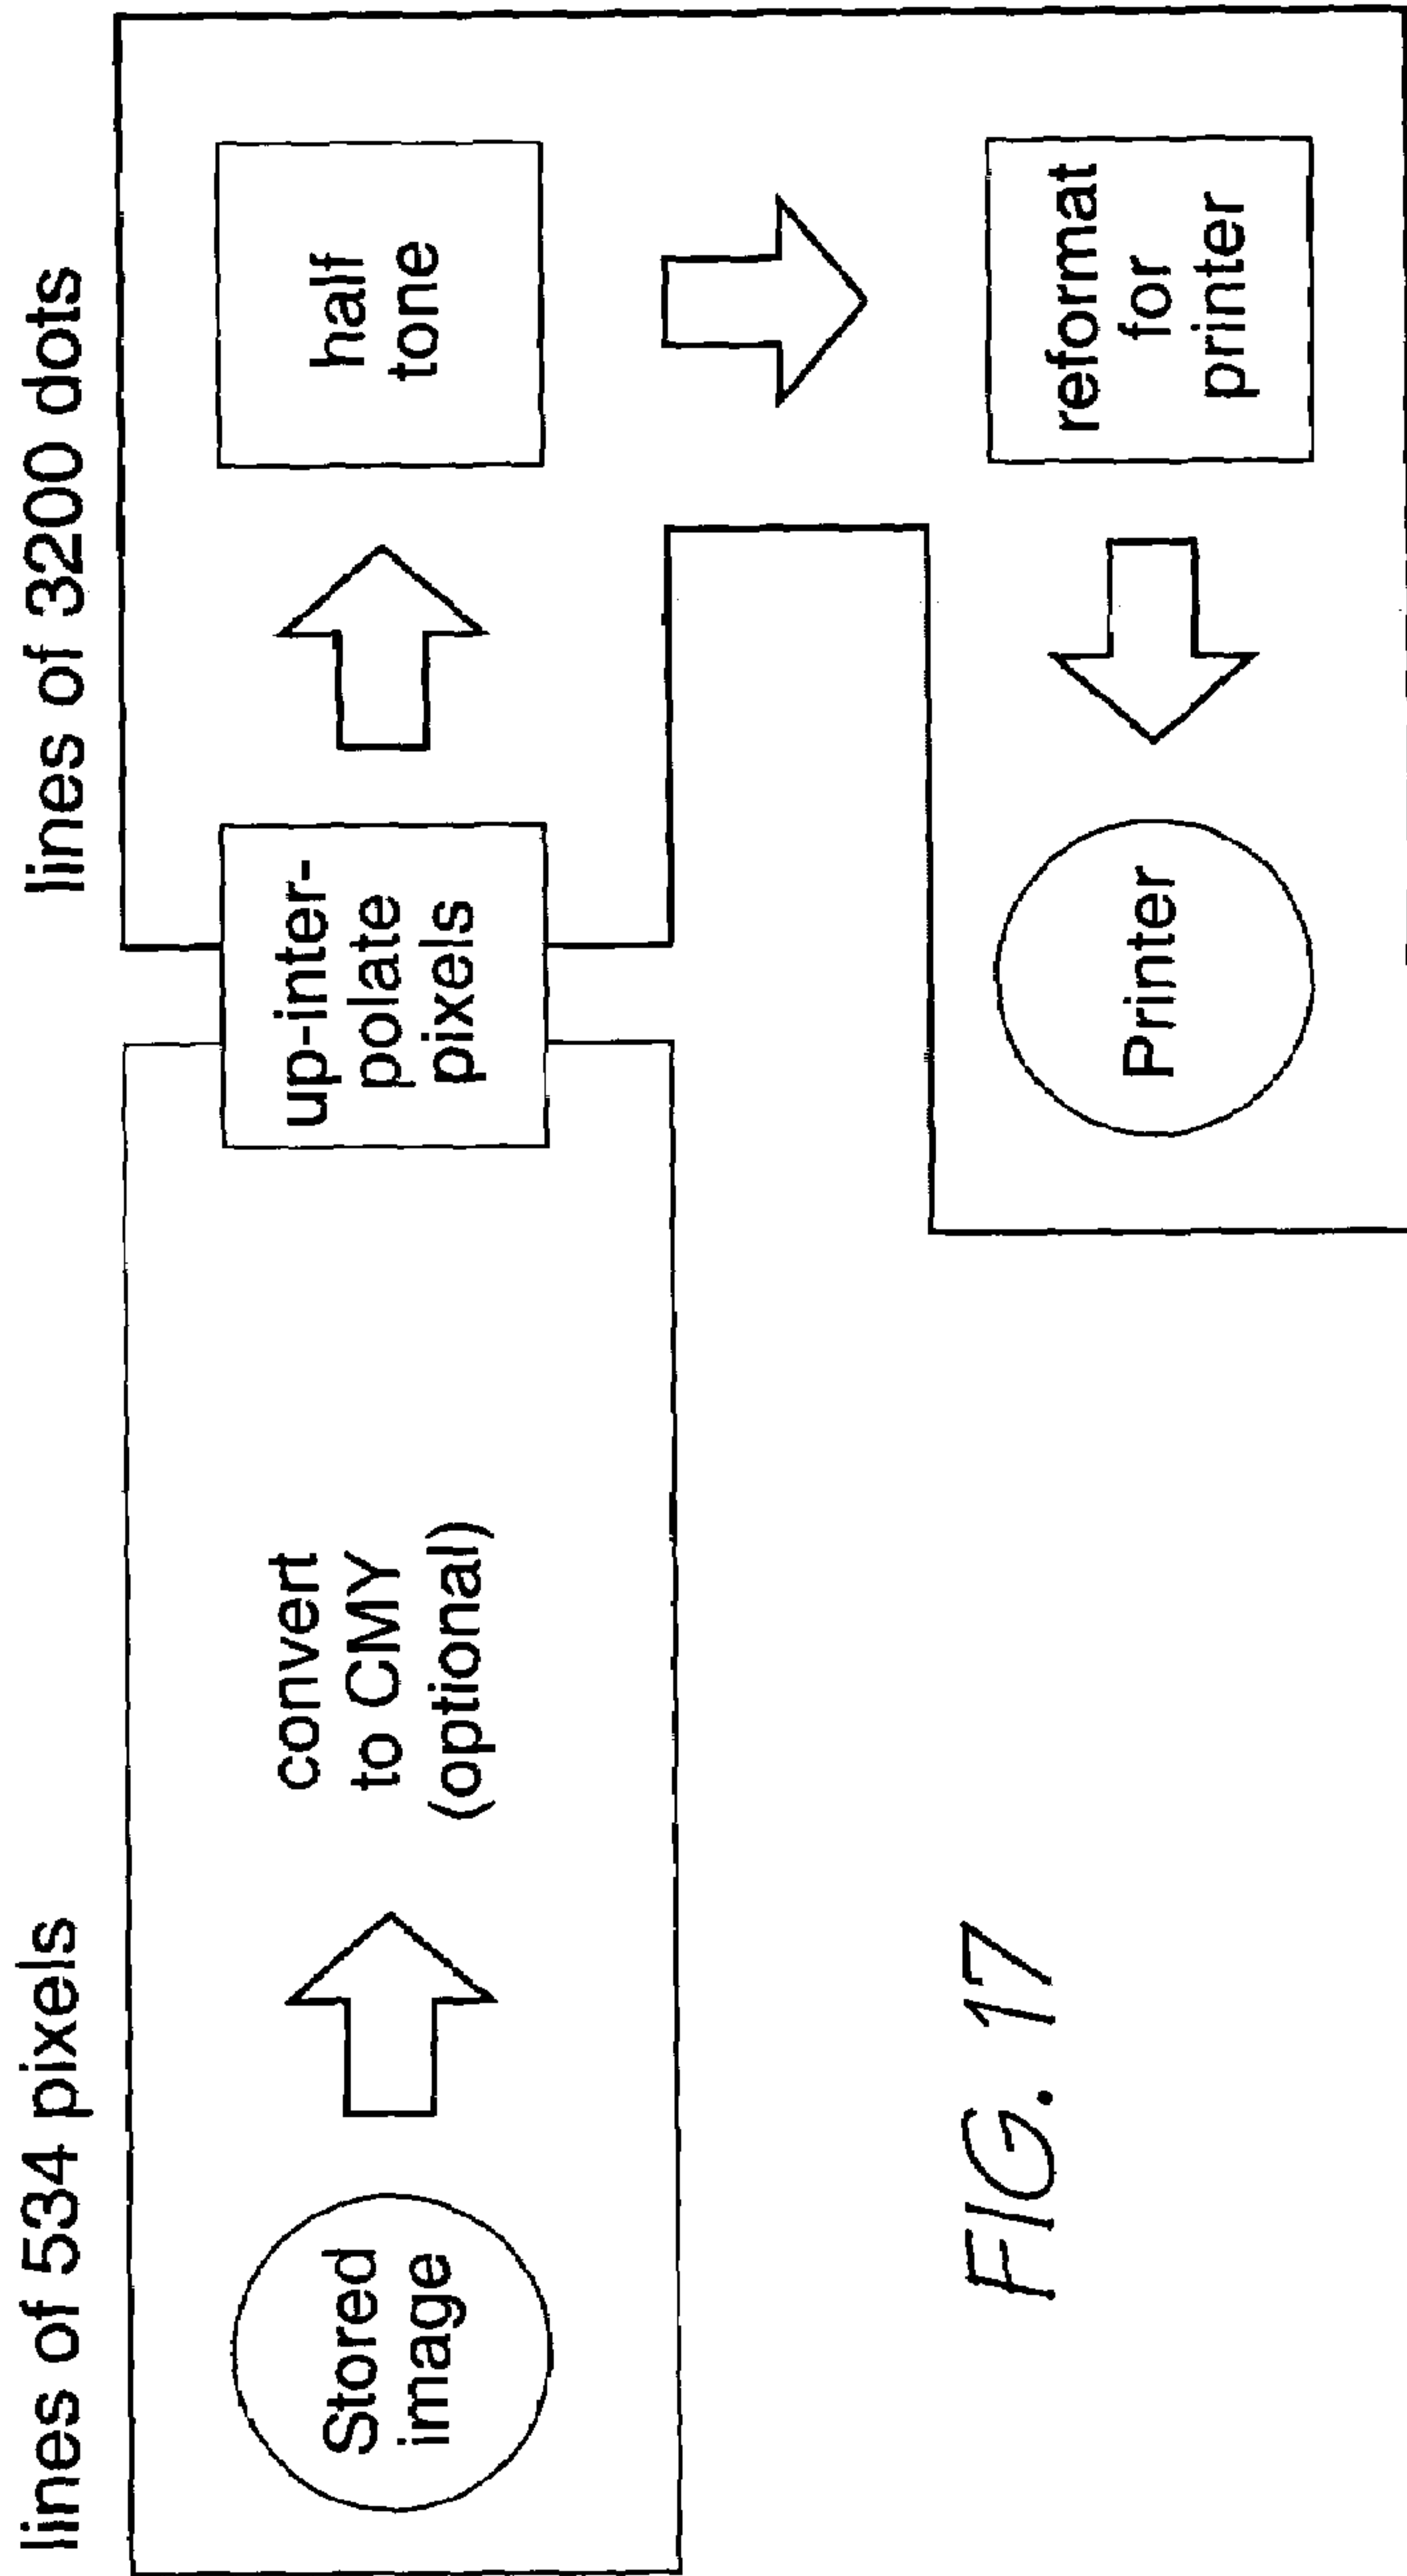 lines of 534 pixels
lines of 3200 dots
Stored
image
convert
to CMY
(optional)
up-inter-
polate
pixels
half
tone
reformat
for
printer
Printer
FIG. 17